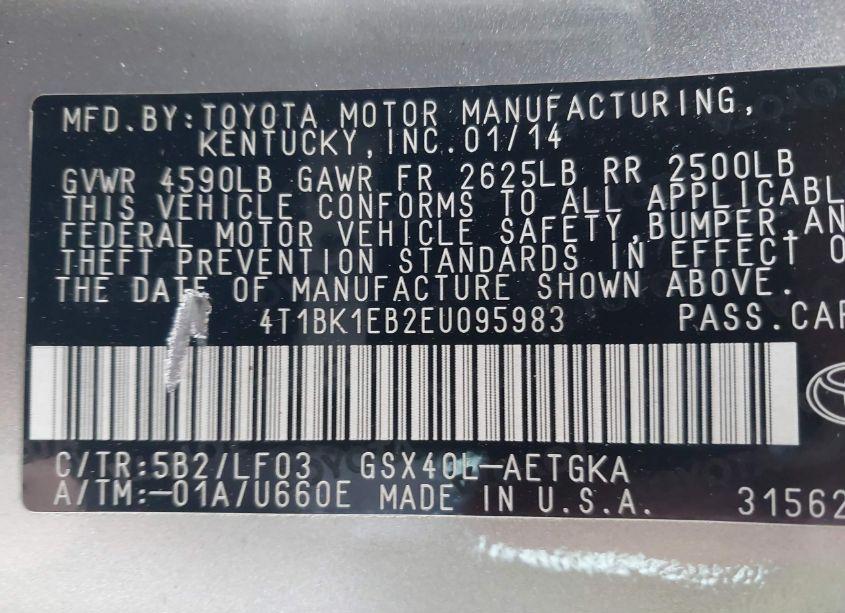 MFD.BY:TOYOTA MOTOR MANUFACTURING,
KENTUCKY,INC.01/14
GVWR 4590LB GAWR FR 2625LB RR 2500LB
THIS VEHICLE CONFORMS TO ALL APPLICABL
FEDERAL MOTOR VEHICLE SAFETY,BUMPER,AN
THEFT PREVENTION STANDARDS IN EFFECT O
THE DATE OF MANUFACTURE SHOWN ABOVE.
4T1BK1EB2EU095983 PASS.CAR
C/TR:5B2/LF03 GSX40L-AETGKA
A/TM:-01A/U660E MADE IN U.S.A. 31562